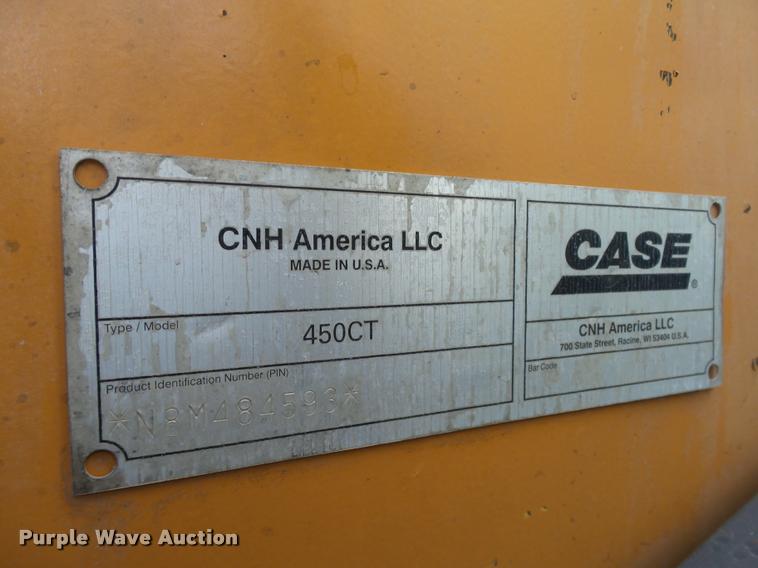 CNH America LLC
MADE IN U.S.A.
Type / Model
450CT
Product Identification Number (PIN)
*N8M484593*
CASE
®
CNH America LLC
700 State Street, Racine, WI 53404 U.S.A.
Bar Code
Purple Wave Auction